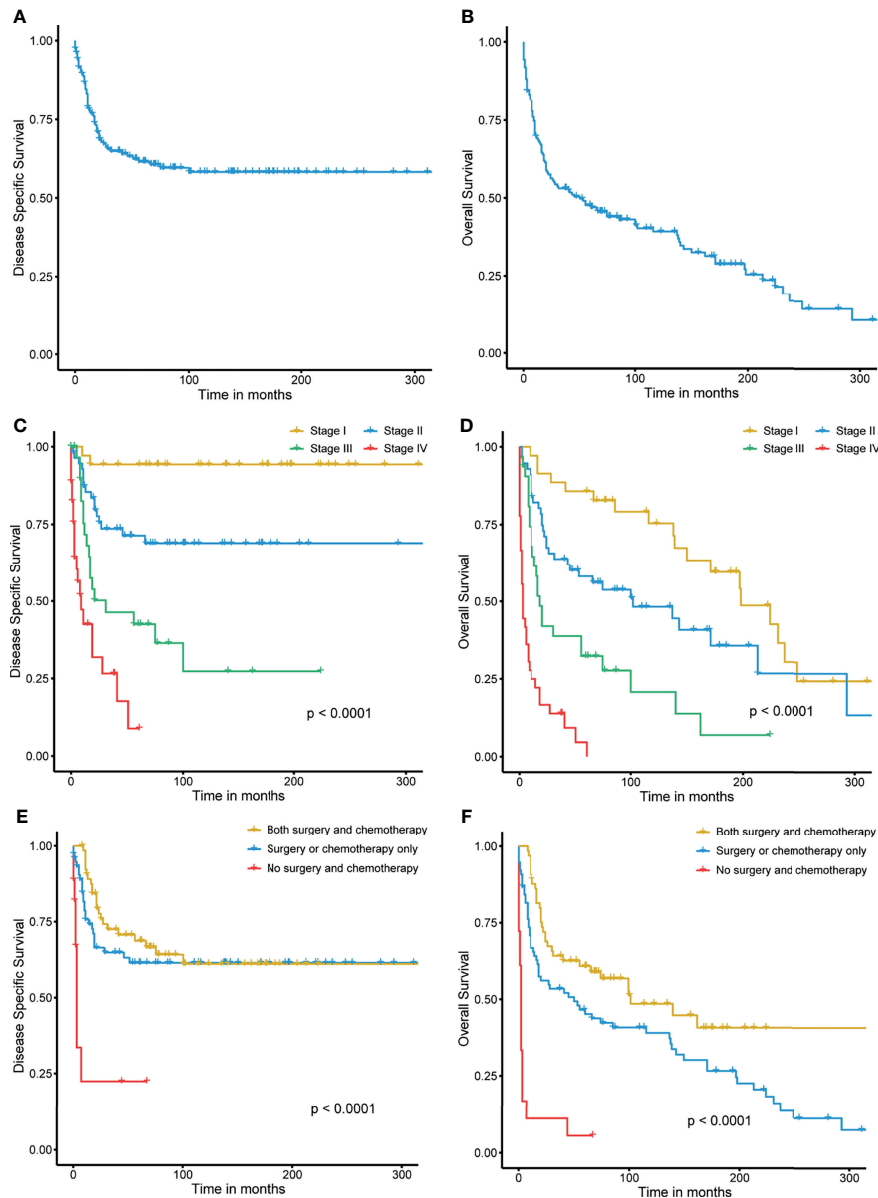 A
Disease Specific Survival
1.00
0.75
0.50
0.25
0.00
0
100
200
300
Time in months
B
Overall Survival
1.00
0.75
0.50
0.25
0.00
0
100
200
300
Time in months
C
Stage I
Stage II
Stage III
Stage IV
Disease Specific Survival
1.00
0.75
0.50
0.25
0.00
p < 0.0001
0
100
200
300
Time in months
D
Stage I
Stage II
Stage III
Stage IV
Overall Survival
1.00
0.75
0.50
0.25
0.00
p < 0.0001
0
100
200
300
Time in months
E
Both surgery and chemotherapy
Surgery or chemotherapy only
No surgery and chemotherapy
Disease Specific Survival
1.00
0.75
0.50
0.25
0.00
p < 0.0001
0
100
200
300
Time in months
F
Both surgery and chemotherapy
Surgery or chemotherapy only
No surgery and chemotherapy
Overall Survival
1.00
0.75
0.50
0.25
0.00
p < 0.0001
0
100
200
300
Time in months